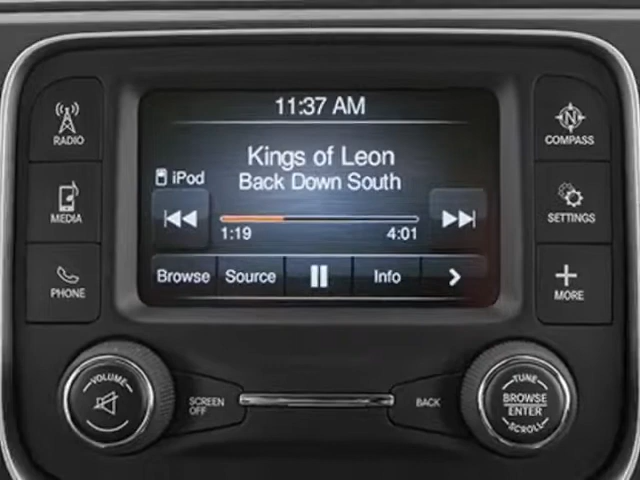 11:37 AM
Kings of Leon
iPod
Back Down South
1:19
4:01
Browse
Source
Info
RADIO
MEDIA
PHONE
N
COMPASS
SETTINGS
MORE
VOLUME
SCREEN
OFF
BACK
TUNE
BROWSE
ENTER
SCROLL